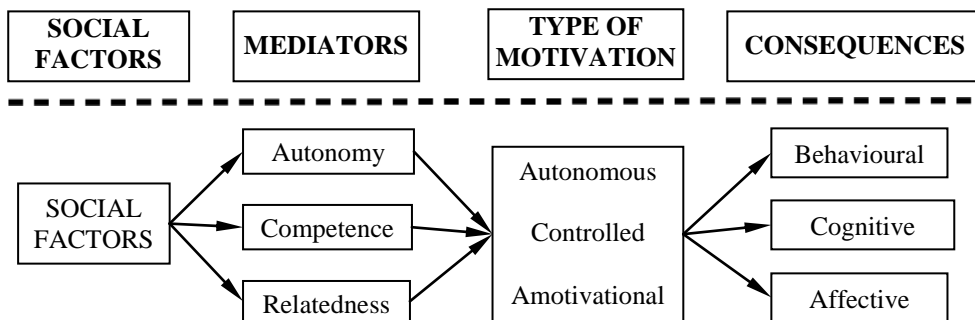 SOCIAL
FACTORS
MEDIATORS
TYPE OF
MOTIVATION
CONSEQUENCES
SOCIAL
FACTORS
Autonomy
Competence
Relatedness
Autonomous
Controlled
Amotivational
Behavioural
Cognitive
Affective